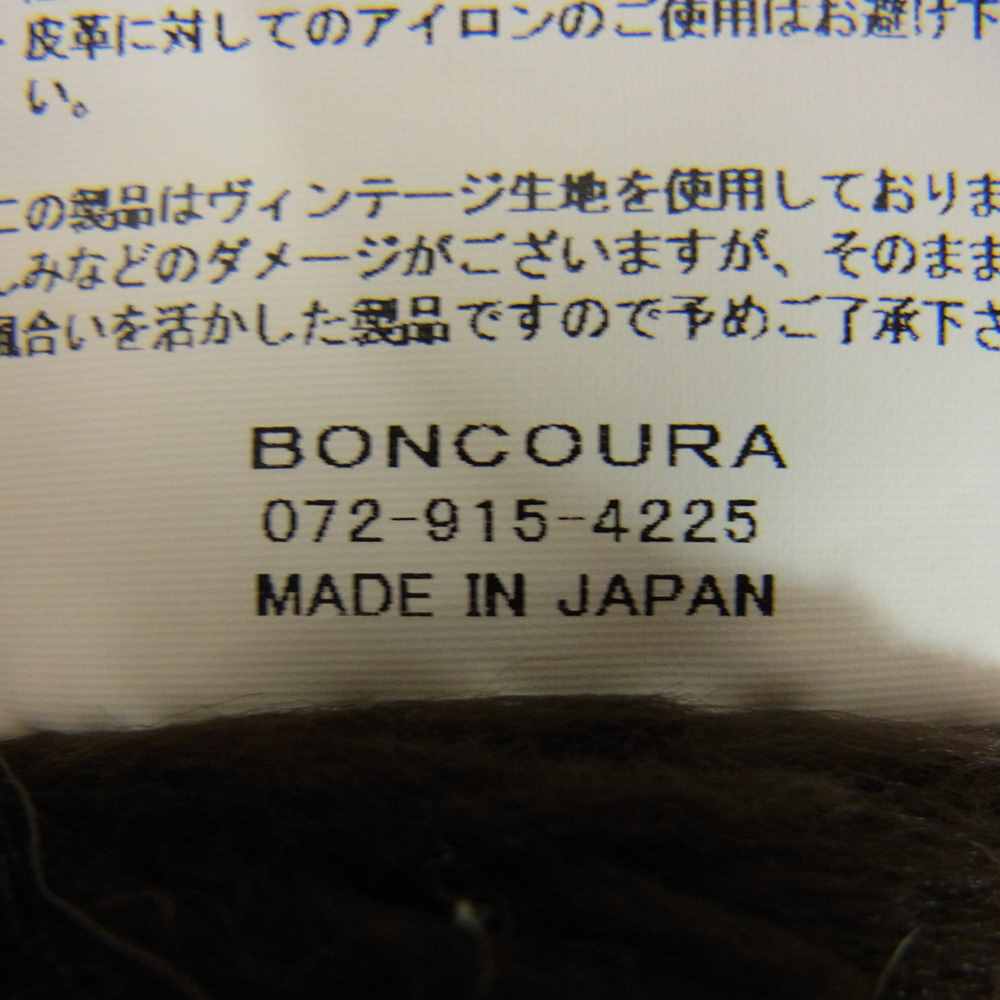 ・皮革に対してのアイロンのご使用はお避け下
い。
この製品はヴィンテージ生地を使用しておりま
しみなどのダメージがございますが、そのまま
風合いを活かした製品ですので予めご了承下さ
BONCOURA
072-915-4225
MADE IN JAPAN